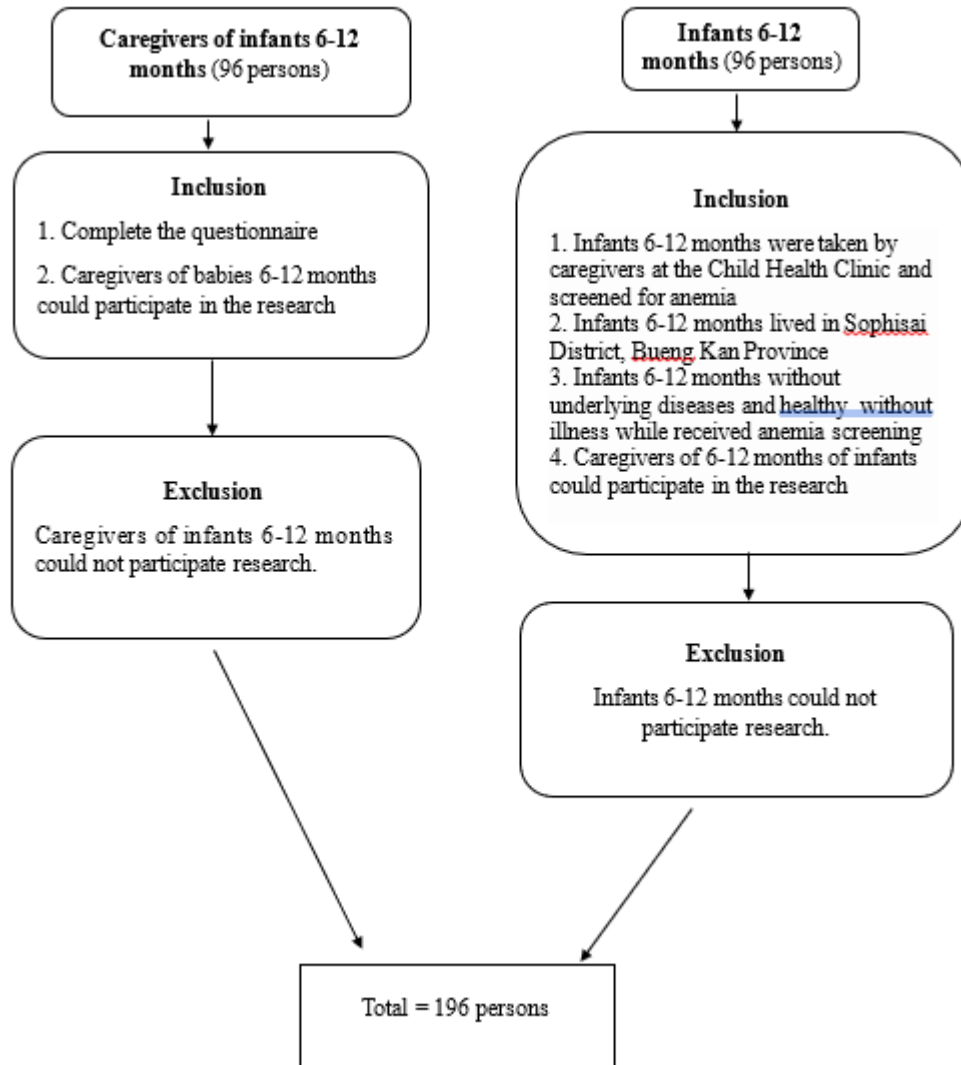 Caregivers of infants 6-12
months (96 persons)
Inclusion
1. Complete the questionnaire
2. Caregivers of babies 6-12 months
could participate in the research
Exclusion
Caregivers of infants 6-12 months
could not participate research.
Infants 6-12
months (96 persons)
Inclusion
1. Infants 6-12 months were taken by
caregivers at the Child Health Clinic and
screened for anemia
2. Infants 6-12 months lived in Sophisai
District, Bueng Kan Province
3. Infants 6-12 months without
underlying diseases and healthy without
illness while received anemia screening
4. Caregivers of 6-12 months of infants
could participate in the research
Exclusion
Infants 6-12 months could not
participate research.
Total = 196 persons